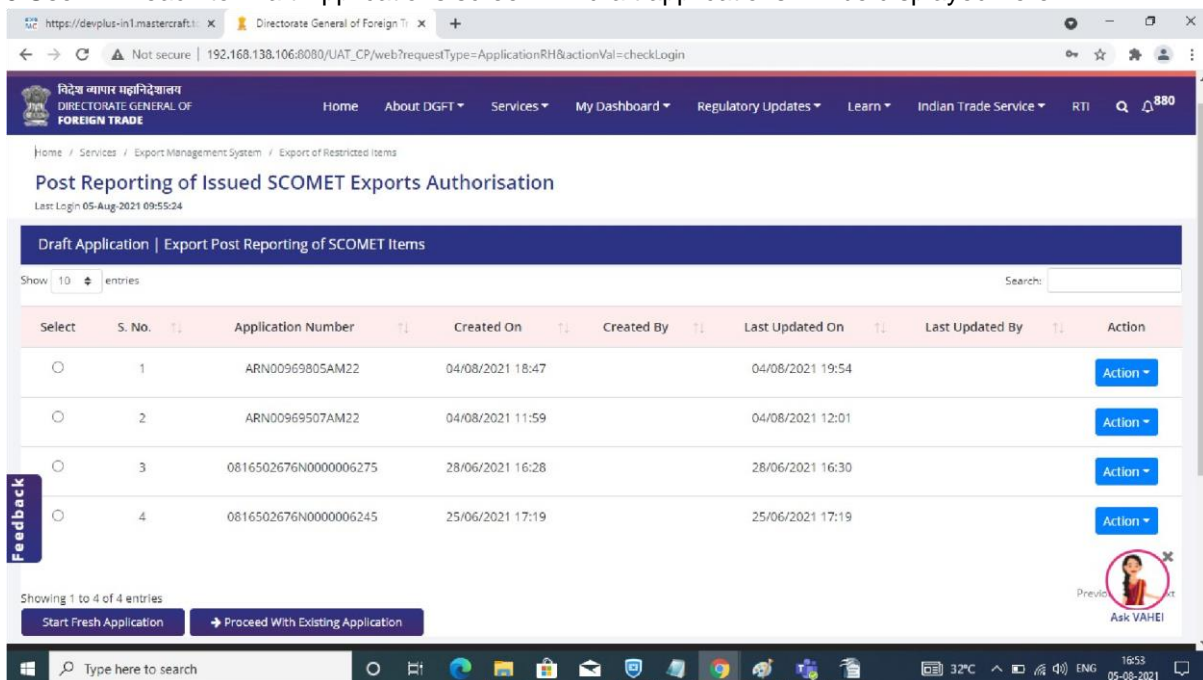 https://devplus-in1.mastercraft.t
Directorate General of Foreign Tr
Not secure | 192.168.138.106:8080/UAT_CP/web?requestType=ApplicationRH&actionVal=checkLogin
विदेश व्यापार महानिदेशालय
DIRECTORATE GENERAL OF
FOREIGN TRADE
Home About DGFT Services My Dashboard Regulatory Updates Learn Indian Trade Service RTI 880
Home / Services / Export Management System / Export of Restricted Items
Post Reporting of Issued SCOMET Exports Authorisation
Last Login 05-Aug-2021 09:55:24
Draft Application | Export Post Reporting of SCOMET Items
Show 10 entries Search:
Select S. No. Application Number Created On Created By Last Updated On Last Updated By Action
1 ARN00969805AM22 04/08/2021 18:47 04/08/2021 19:54 Action
2 ARN00969507AM22 04/08/2021 11:59 04/08/2021 12:01 Action
3 0816502676N0000006275 28/06/2021 16:28 28/06/2021 16:30 Action
4 0816502676N0000006245 25/06/2021 17:19 25/06/2021 17:19 Action
Feedback
Showing 1 to 4 of 4 entries
Start Fresh Application Proceed With Existing Application
Ask VAHEI
Type here to search 32°C ENG 16:53
05-08-2021